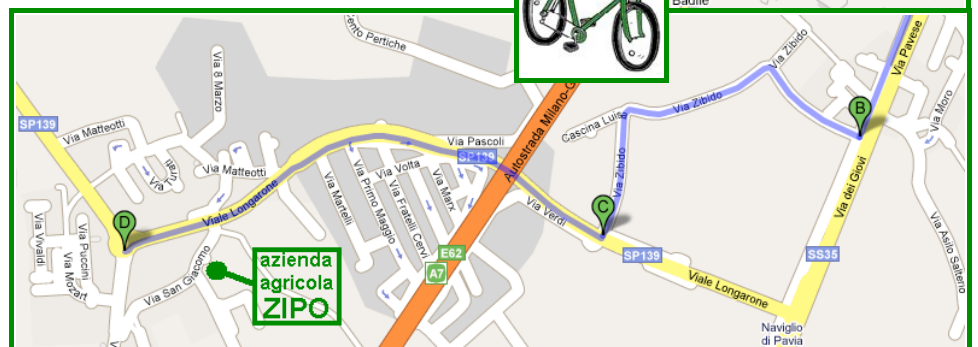 Badile
cento Pertiche
Via 8 Marzo
SP139
Via Matteotti
Via Turati
Via Matteotti
Viale Longarone
Via Pascoli
SP139
Via Volta
Via Marx
Via Fratelli Cervi
Via Primo Maggio
Via Martelli
Autostrada Milano-G
Cascina Luise
Via Zibido
Via Zibido
Via Zibido
B
Via Pavese
Via Moro
Via dei Giovi
Via Asilo Salterio
C
Via Verdi
SP139
Viale Longarone
SS35
Naviglio
di Pavia
E62
A7
D
Via Vivaldi
Via Puccini
Via Mozart
Via San Giacomo
azienda
agricola
ZIPO